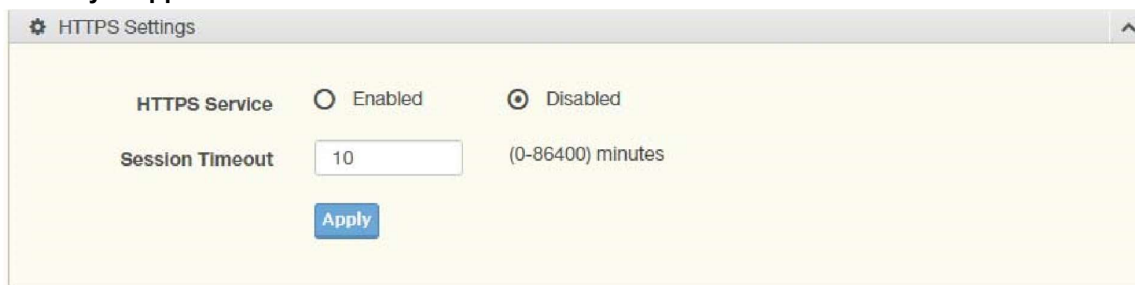 HTTPS Settings
HTTPS Service Enabled Disabled
Session Timeout 10 (0-86400) minutes
Apply